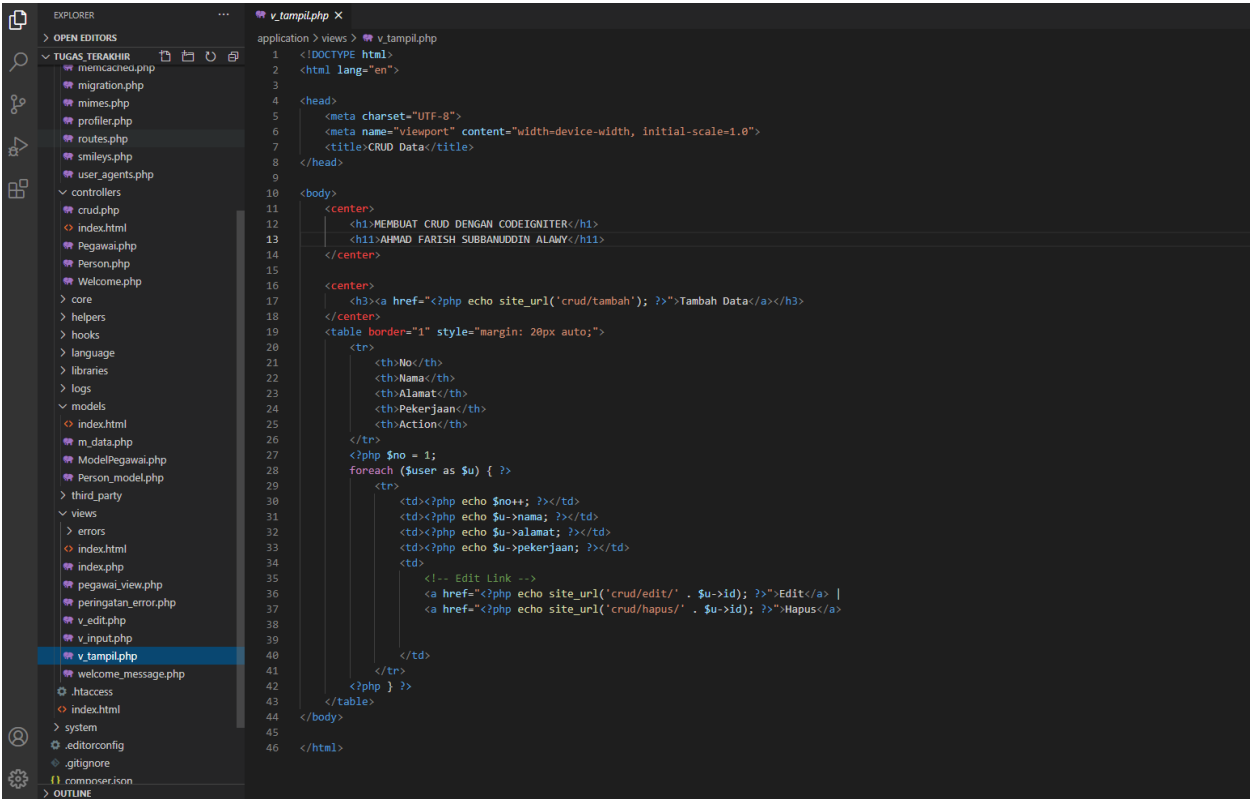 EXPLORER ...
> OPEN EDITORS
TUGAS_TERAKHIR
memcached.php
migration.php
mimes.php
profiler.php
routes.php
smileys.php
user_agents.php
controllers
crud.php
<> index.html
Pegawai.php
Person.php
Welcome.php
> core
> helpers
> hooks
> language
> libraries
> logs
models
<> index.html
m_data.php
ModelPegawai.php
Person_model.php
> third_party
views
> errors
<> index.html
index.php
pegawai_view.php
peringatan_error.php
v_edit.php
v_input.php
v_tampil.php
welcome_message.php
.htaccess
<> index.html
> system
.editorconfig
.gitignore
{} composer.json
> OUTLINE
v_tampil.php ×
application > views > v_tampil.php
1 <!DOCTYPE html>
2 <html lang="en">
3
4 <head>
5     <meta charset="UTF-8">
6     <meta name="viewport" content="width=device-width, initial-scale=1.0">
7     <title>CRUD Data</title>
8 </head>
9
10 <body>
11     <center>
12         <h1>MEMBUAT CRUD DENGAN CODEIGNITER</h1>
13         <h11>AHMAD FARISH SUBBANUDDIN ALAWY</h11>
14     </center>
15
16     <center>
17         <h3><a href="<?php echo site_url('crud/tambah'); ?>">Tambah Data</a></h3>
18     </center>
19     <table border="1" style="margin: 20px auto;">
20         <tr>
21             <th>No</th>
22             <th>Nama</th>
23             <th>Alamat</th>
24             <th>Pekerjaan</th>
25             <th>Action</th>
26         </tr>
27         <?php $no = 1;
28         foreach ($user as $u) { ?>
29             <tr>
30                 <td><?php echo $no++; ?></td>
31                 <td><?php echo $u->nama; ?></td>
32                 <td><?php echo $u->alamat; ?></td>
33                 <td><?php echo $u->pekerjaan; ?></td>
34                 <td>
35                     <!-- Edit Link -->
36                     <a href="<?php echo site_url('crud/edit/' . $u->id); ?>">Edit</a> |
37                     <a href="<?php echo site_url('crud/hapus/' . $u->id); ?>">Hapus</a>
38
39
40                 </td>
41             </tr>
42         <?php } ?>
43     </table>
44 </body>
45
46 </html>